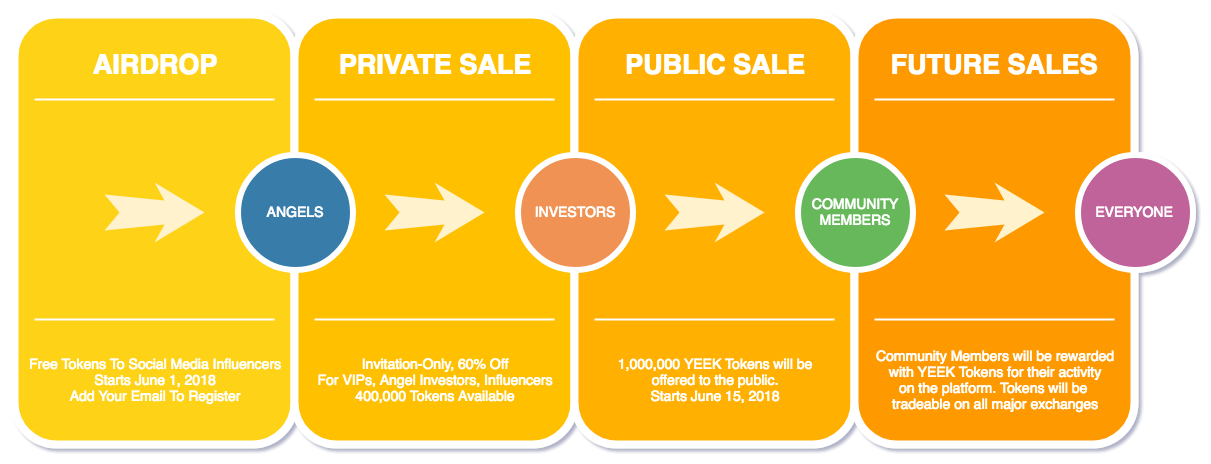 AIRDROP
ANGELS
Free Tokens To Social Media Influencers
Starts June 1, 2018
Add Your Email To Register
PRIVATE SALE
INVESTORS
Invitation-Only, 60% Off
For VIPs, Angel Investors, Influencers
400,000 Tokens Available
PUBLIC SALE
COMMUNITY
MEMBERS
1,000,000 YEEK Tokens will be
offered to the public.
Starts June 15, 2018
FUTURE SALES
EVERYONE
Community Members will be rewarded
with YEEK Tokens for their activity
on the platform. Tokens will be
tradeable on all major exchanges